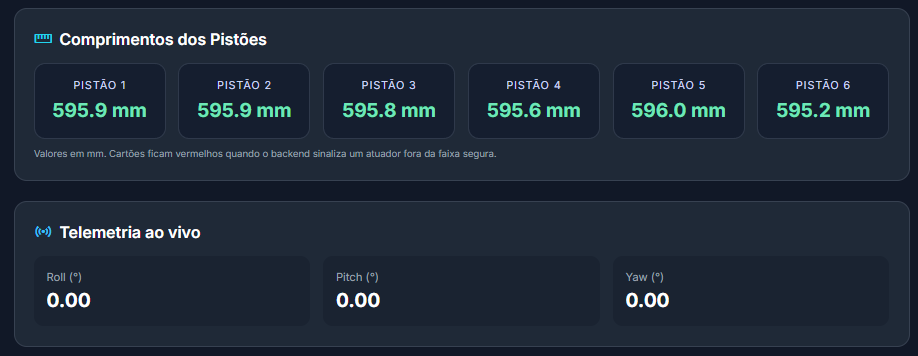 Comprimentos dos Pistões
PISTÃO 1 PISTÃO 2 PISTÃO 3 PISTÃO 4 PISTÃO 5 PISTÃO 6
595.9 mm 595.9 mm 595.8 mm 595.6 mm 596.0 mm 595.2 mm
Valores em mm. Cartões ficam vermelhos quando o backend sinaliza um atuador fora da faixa segura.
Telemetria ao vivo
Roll (°) Pitch (°) Yaw (°)
0.00 0.00 0.00